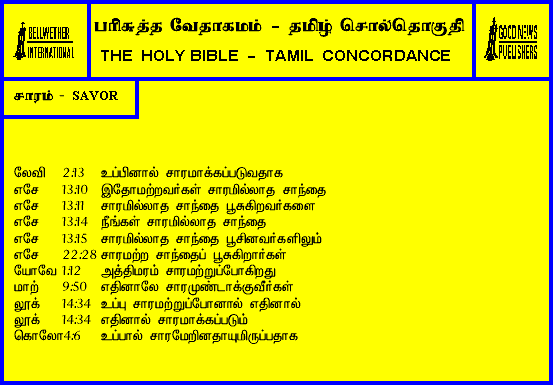 BELLWETHER
INTERNATIONAL
பரிசுத்த வேதாகமம் - தமிழ் சொல்தொகுதி
THE HOLY BIBLE - TAMIL CONCORDANCE
GOOD NEWS
PUBLISHERS
சாரம் - SAVOR
லேவி 2:13 உப்பினால் சாரமாக்கப்படுவதாக
எசே 13:10 இதோமற்றவர்கள் சாரமில்லாத சாந்தை
எசே 13:11 சாரமில்லாத சாந்தை பூசுகிறவர்களை
எசே 13:14 நீங்கள் சாரமில்லாத சாந்தை
எசே 13:15 சாரமில்லாத சாந்தை பூசினவர்களிலும்
எசே 22:28 சாரமற்ற சாந்தைப் பூசுகிறார்கள்
யோவே 1:12 அத்திமரம் சாரமற்றுப்போகிறது
மாற் 9:50 எதினாலே சாரமுண்டாக்குவீர்கள்
லூக் 14:34 உப்பு சாரமற்றுப்போனால் எதினால்
லூக் 14:34 எதினால் சாரமாக்கப்படும்
கொலோ4:6 உப்பால் சாரமேறினதாயுமிருப்பதாக